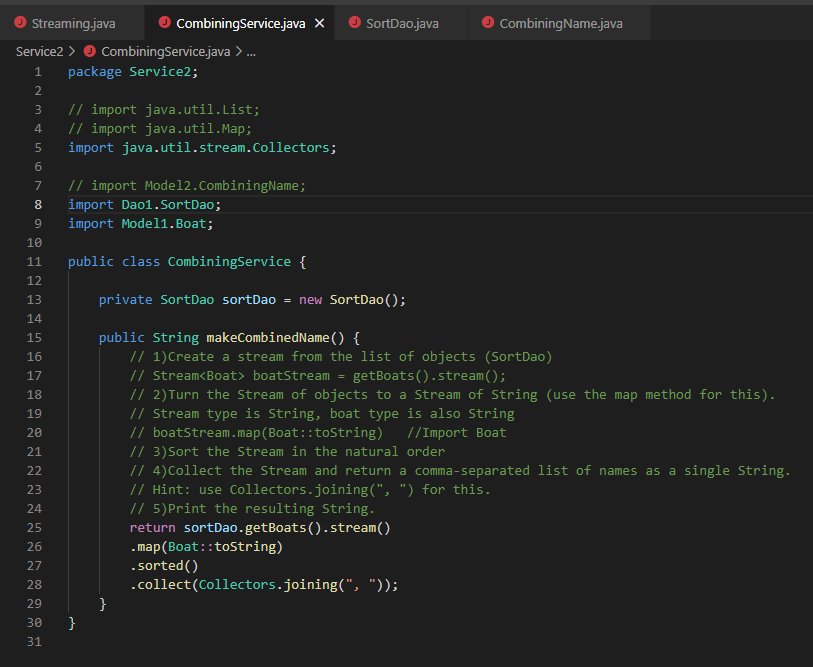 Streaming.java CombiningService.java × SortDao.java CombiningName.java
Service2 > CombiningService.java > ...
1 package Service2;
2
3 // import java.util.List;
4 // import java.util.Map;
5 import java.util.stream.Collectors;
6
7 // import Model2.CombiningName;
8 import Dao1.SortDao;
9 import Model1.Boat;
10
11 public class CombiningService {
12
13 private SortDao sortDao = new SortDao();
14
15 public String makeCombinedName() {
16 // 1)Create a stream from the list of objects (SortDao)
17 // Stream<Boat> boatStream = getBoats().stream();
18 // 2)Turn the Stream of objects to a Stream of String (use the map method for this).
19 // Stream type is String, boat type is also String
20 // boatStream.map(Boat::toString)   //Import Boat
21 // 3)Sort the Stream in the natural order
22 // 4)Collect the Stream and return a comma-separated list of names as a single String.
23 // Hint: use Collectors.joining(", ") for this.
24 // 5)Print the resulting String.
25 return sortDao.getBoats().stream()
26 .map(Boat::toString)
27 .sorted()
28 .collect(Collectors.joining(", "));
29 }
30 }
31